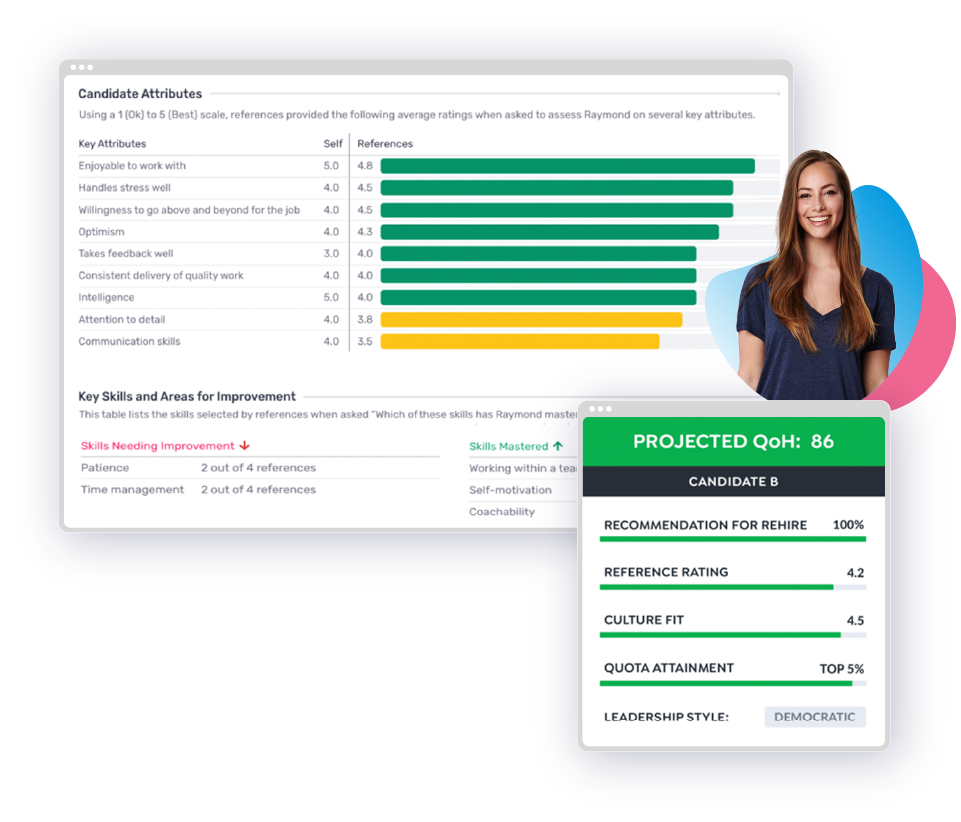 Candidate Attributes
Using a 1 (Ok) to 5 (Best) scale, references provided the following average ratings when asked to assess Raymond on several key attributes.
Key Attributes Self References
Enjoyable to work with 5.0 4.8
Handles stress well 4.0 4.5
Willingness to go above and beyond for the job 4.0 4.5
Optimism 4.0 4.3
Takes feedback well 3.0 4.0
Consistent delivery of quality work 4.0 4.0
Intelligence 5.0 4.0
Attention to detail 4.0 3.8
Communication skills 4.0 3.5
Key Skills and Areas for Improvement
This table lists the skills selected by references when asked "Which of these skills has Raymond
Skills Needing Improvement
Patience 2 out of 4 references
Time management 2 out of 4 references
Skills Mastered
Working within a
Self-motivation
Coachability
PROJECTED QoH: 86
CANDIDATE B
RECOMMENDATION FOR REHIRE 100%
REFERENCE RATING 4.2
CULTURE FIT 4.5
QUOTA ATTAINMENT TOP 5%
LEADERSHIP STYLE: DEMOCRATIC